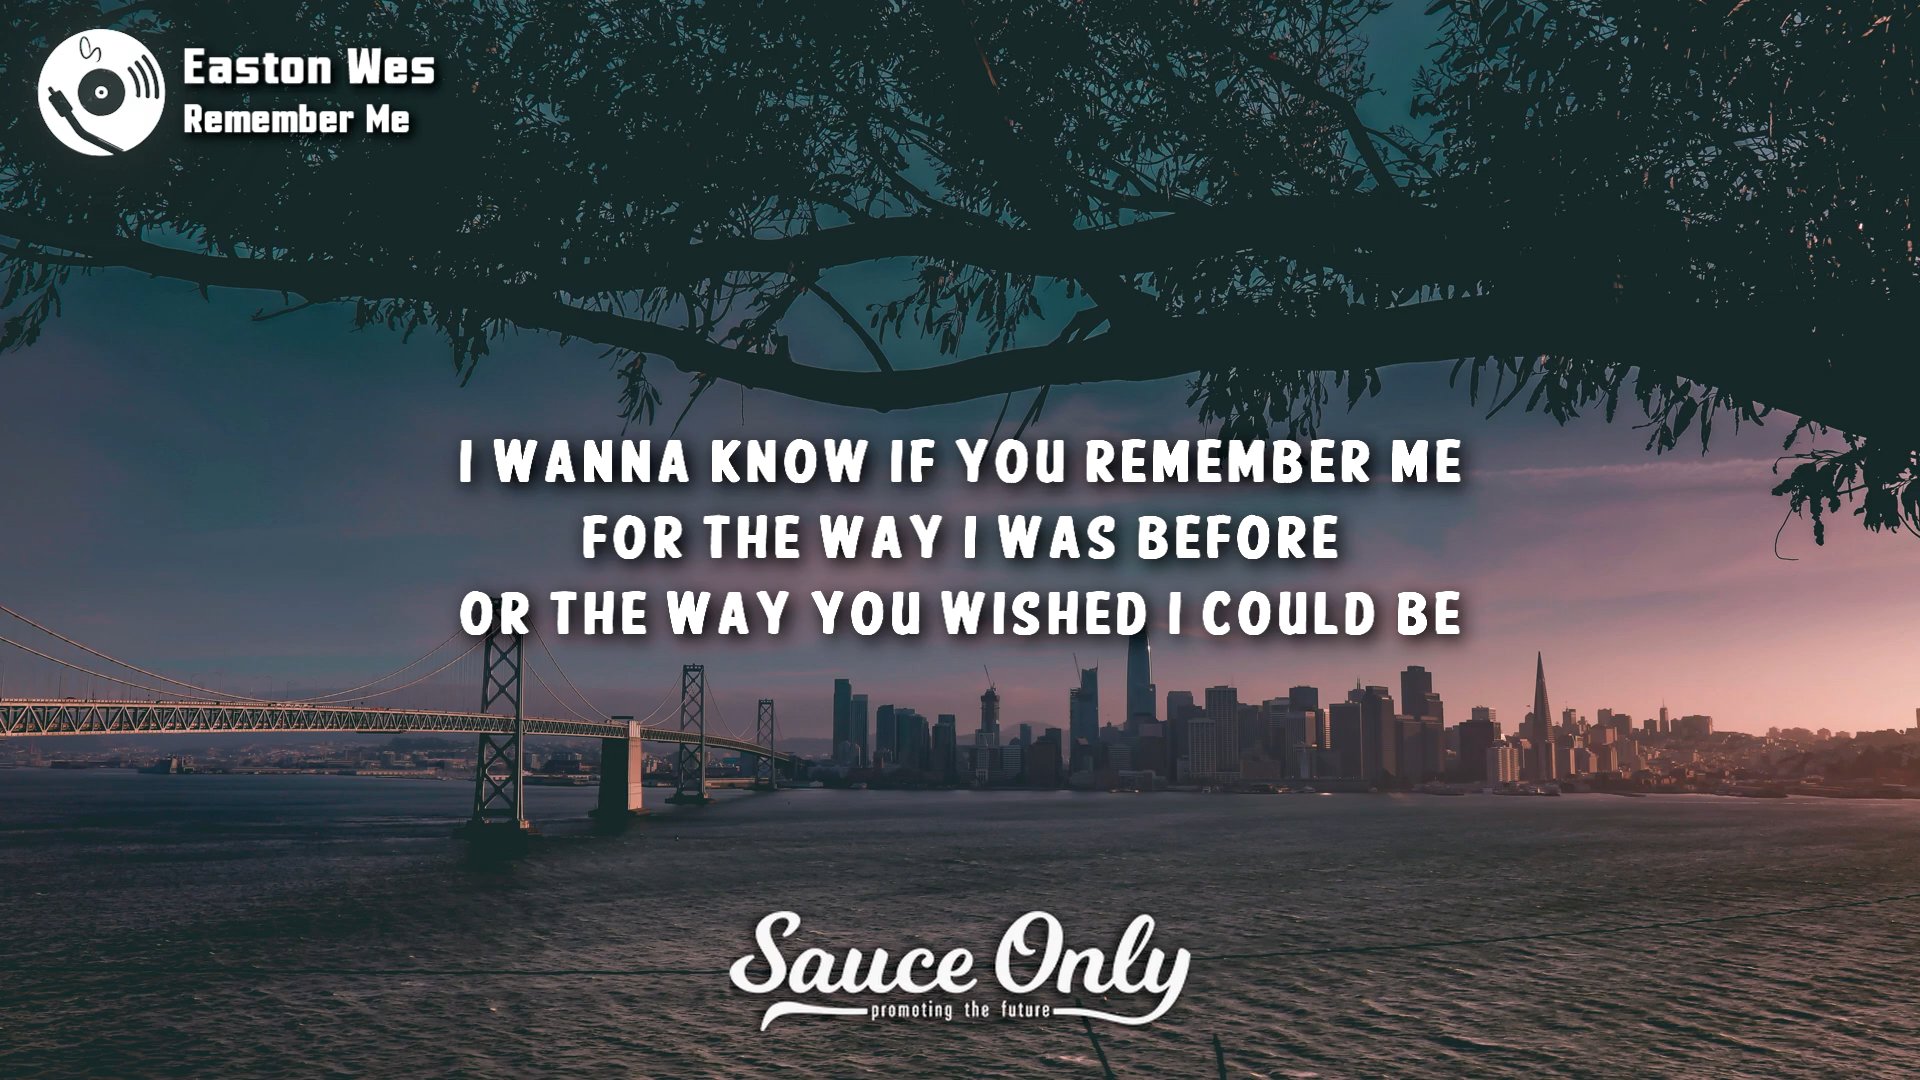 Easton Wes
Remember Me
I WANNA KNOW IF YOU REMEMBER ME
FOR THE WAY I WAS BEFORE
OR THE WAY YOU WISHED I COULD BE
Sauce Only
promoting the future